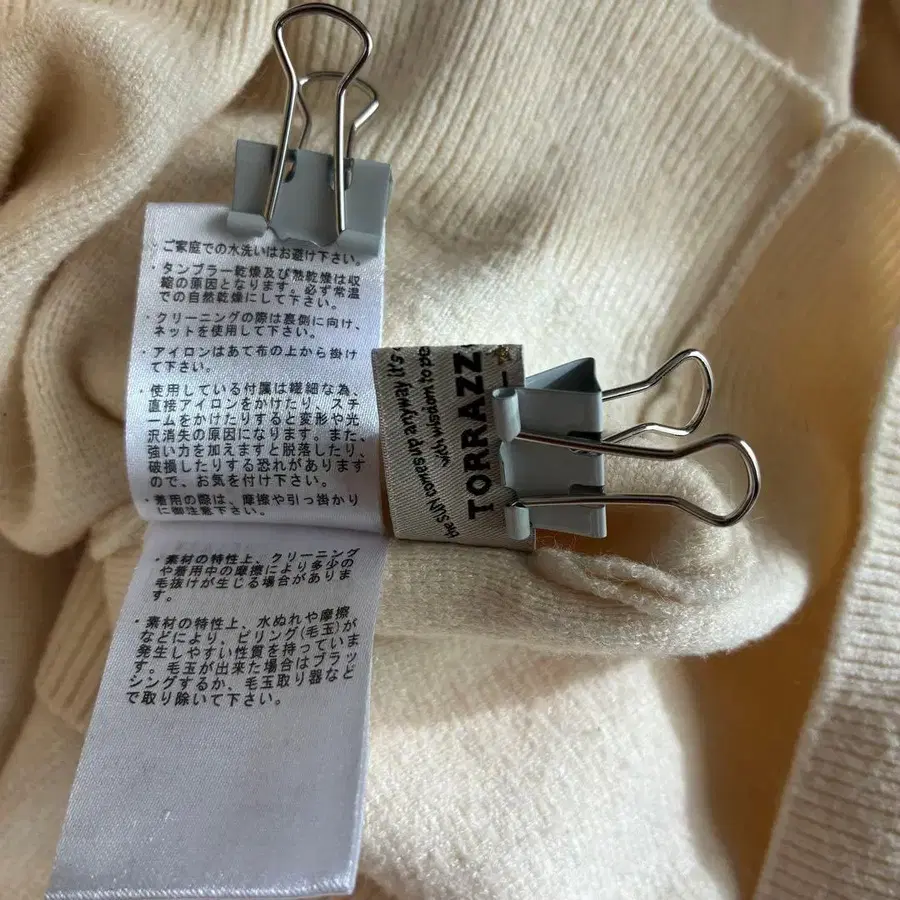 ・ご家庭での水洗いはお避け下さい。
・タンブラー乾燥及び熱乾燥は収
縮の原因となります。必ず常温
での自然乾燥にして下さい。
・クリーニングの際は裏側に向け、
ネットを使用して下さい。
・アイロンはあて布の上から掛け
て下さい。
・使用している付属は繊細な為、
直接アイロンをかけたり、スチ
ームをかけたりすると変形や光
沢消失の原因になります。また、
強い力を加えますと脱落したり、
破損したりする恐れがあります
ので、お気を付け下さい。
・着用の際は、摩擦や引っ掛かり
に御注意下さい。
・素材の特性上、クリーニング
や着用中の摩擦により多少の
毛抜けが生じる場合がありま
す。
・素材の特性上、水ぬれや摩擦
などにより、ピリング(毛玉)が
発生しやすい性質を持っていま
す。毛玉が出来た場合はブラッ
シングするか、毛玉取り器など
で取り除いて下さい。
the sun comes up anyway it's
with wisdom to
TORRAZZ